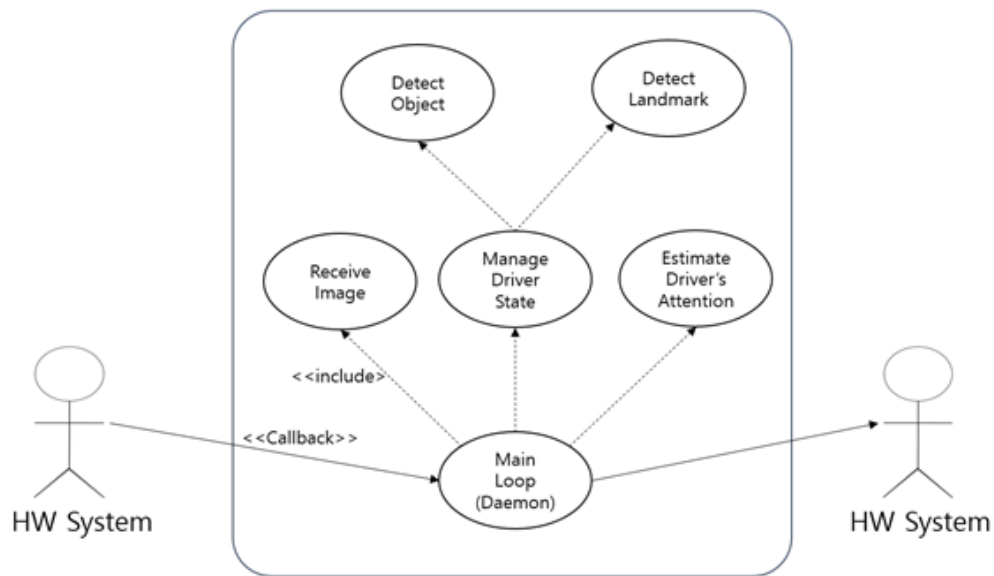 Detect
Object
Detect
Landmark
Receive
Image
Manage
Driver
State
Estimate
Driver's
Attention
<<include>
<<Callback>>
Main
Loop
(Daemon)
HW System
HW System